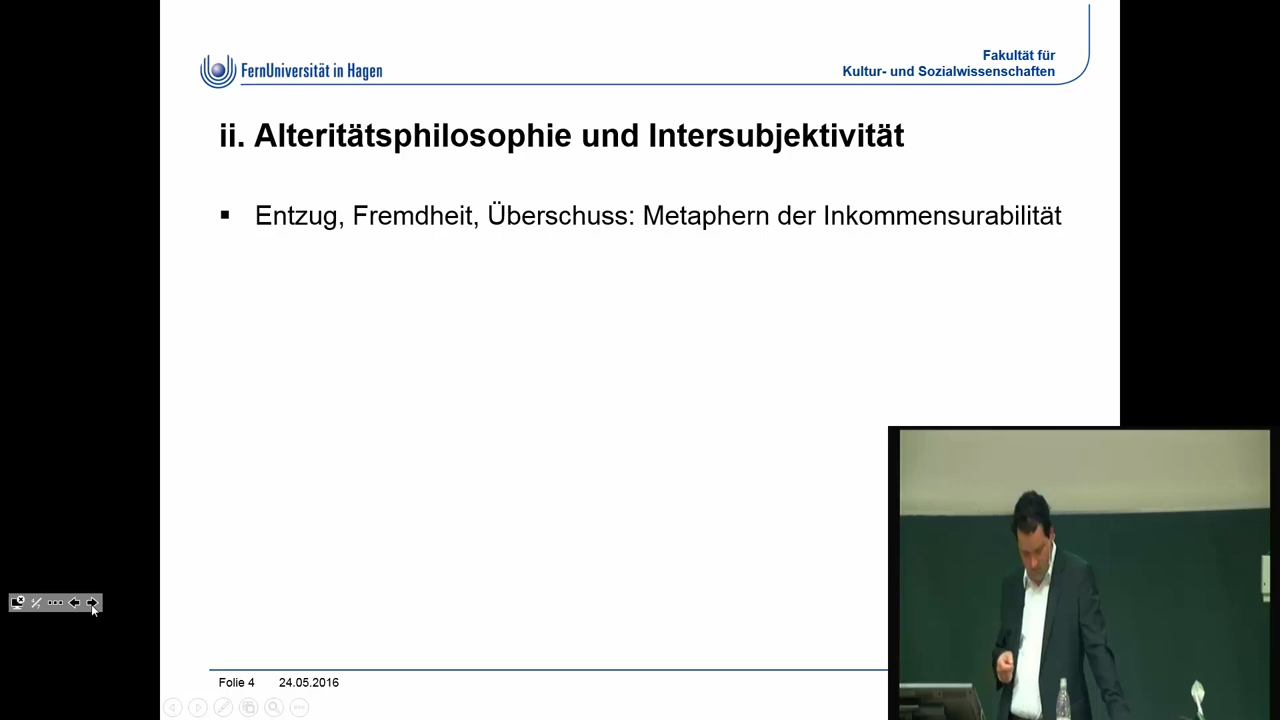 FernUniversität in Hagen
Fakultät für
Kultur- und Sozialwissenschaften
ii. Alteritätsphilosophie und Intersubjektivität
▪ Entzug, Fremdheit, Überschuss: Metaphern der Inkommensurabilität
Folie 4 24.05.2016